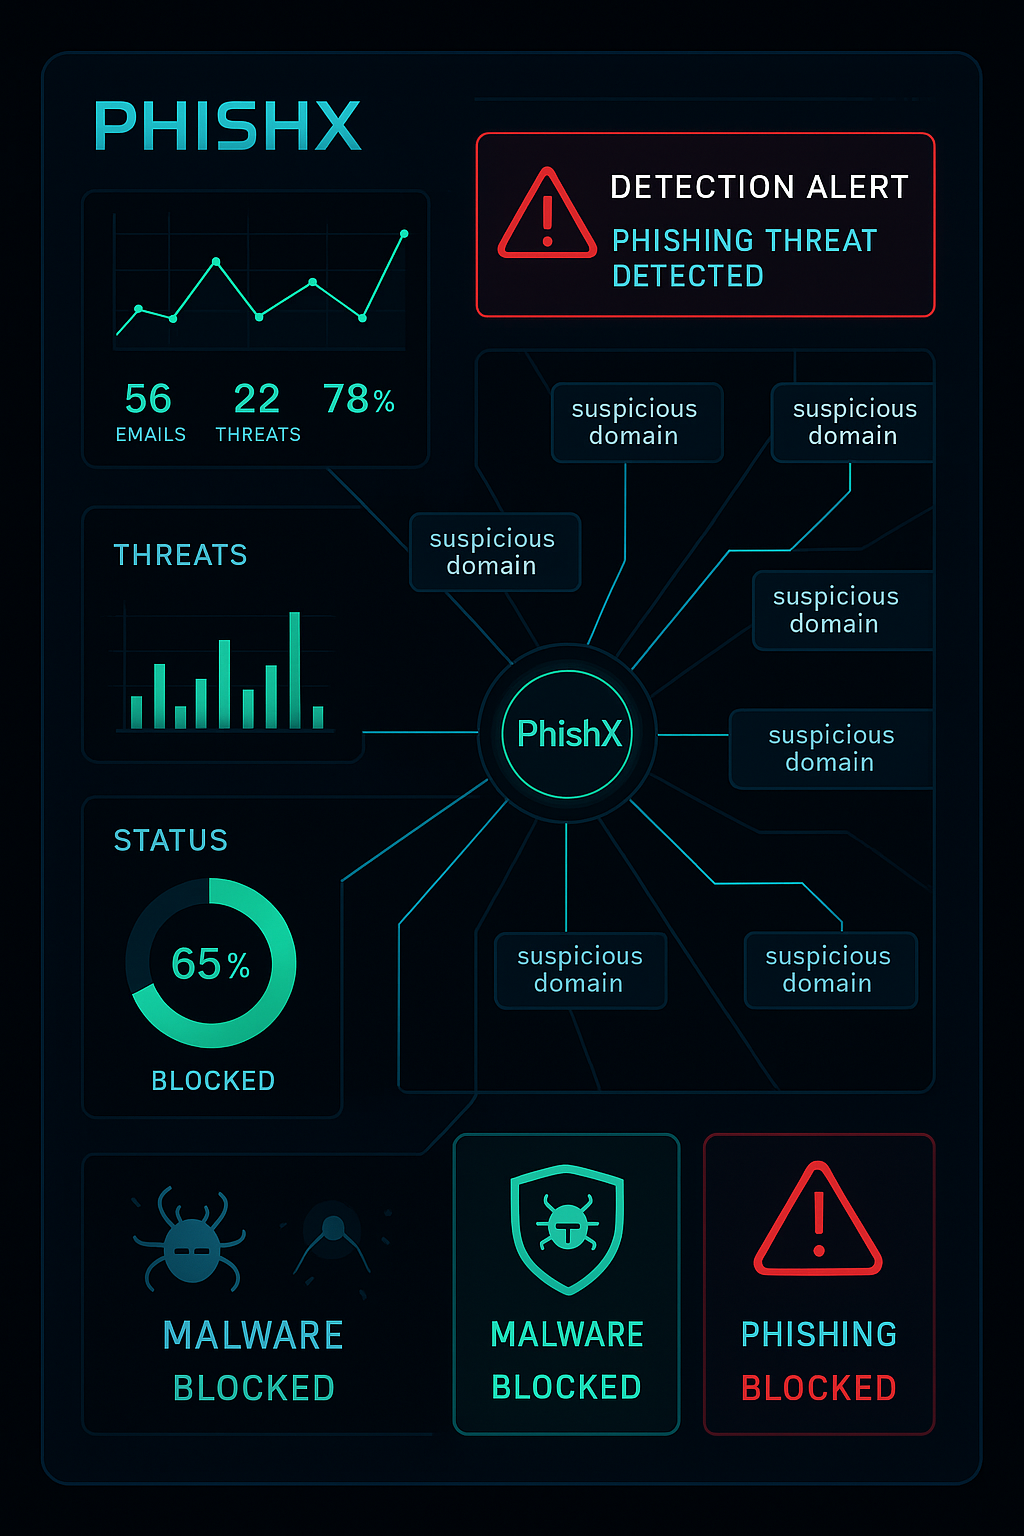 PHISHX
DETECTION ALERT
PHISHING THREAT
DETECTED
56
EMAILS
22
THREATS
78%
suspicious
domain
suspicious
domain
suspicious
domain
THREATS
suspicious
domain
PhishX
suspicious
domain
STATUS
65%
BLOCKED
suspicious
domain
suspicious
domain
MALWARE
BLOCKED
MALWARE
BLOCKED
PHISHING
BLOCKED